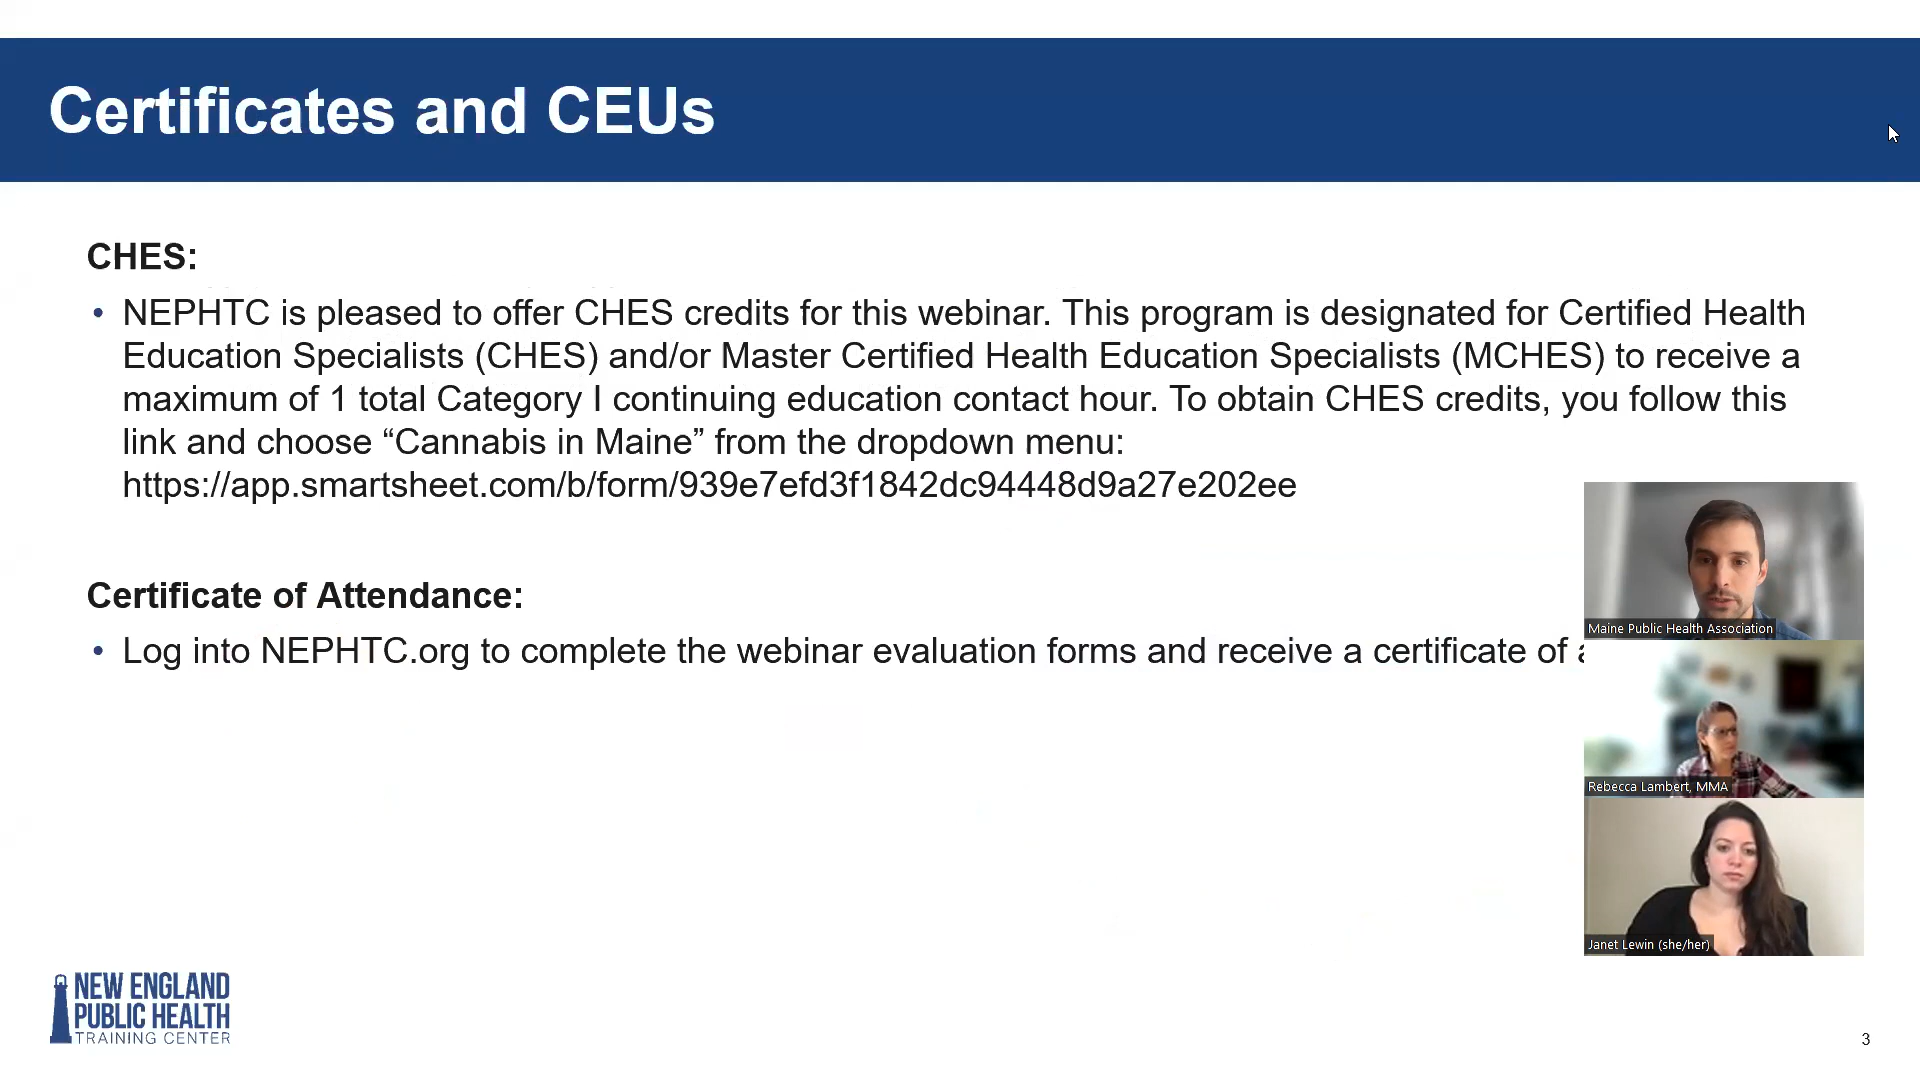 Certificates and CEUs
CHES:
• NEPHTC is pleased to offer CHES credits for this webinar. This program is designated for Certified Health
Education Specialists (CHES) and/or Master Certified Health Education Specialists (MCHES) to receive a
maximum of 1 total Category I continuing education contact hour. To obtain CHES credits, you follow this
link and choose “Cannabis in Maine” from the dropdown menu:
https://app.smartsheet.com/b/form/939e7efd3f1842dc94448d9a27e202ee
Certificate of Attendance:
• Log into NEPHTC.org to complete the webinar evaluation forms and receive a certificate of
Maine Public Health Association
Rebecca Lambert, MMA
Janet Lewin (she/her)
NEW ENGLAND
PUBLIC HEALTH
TRAINING CENTER
3